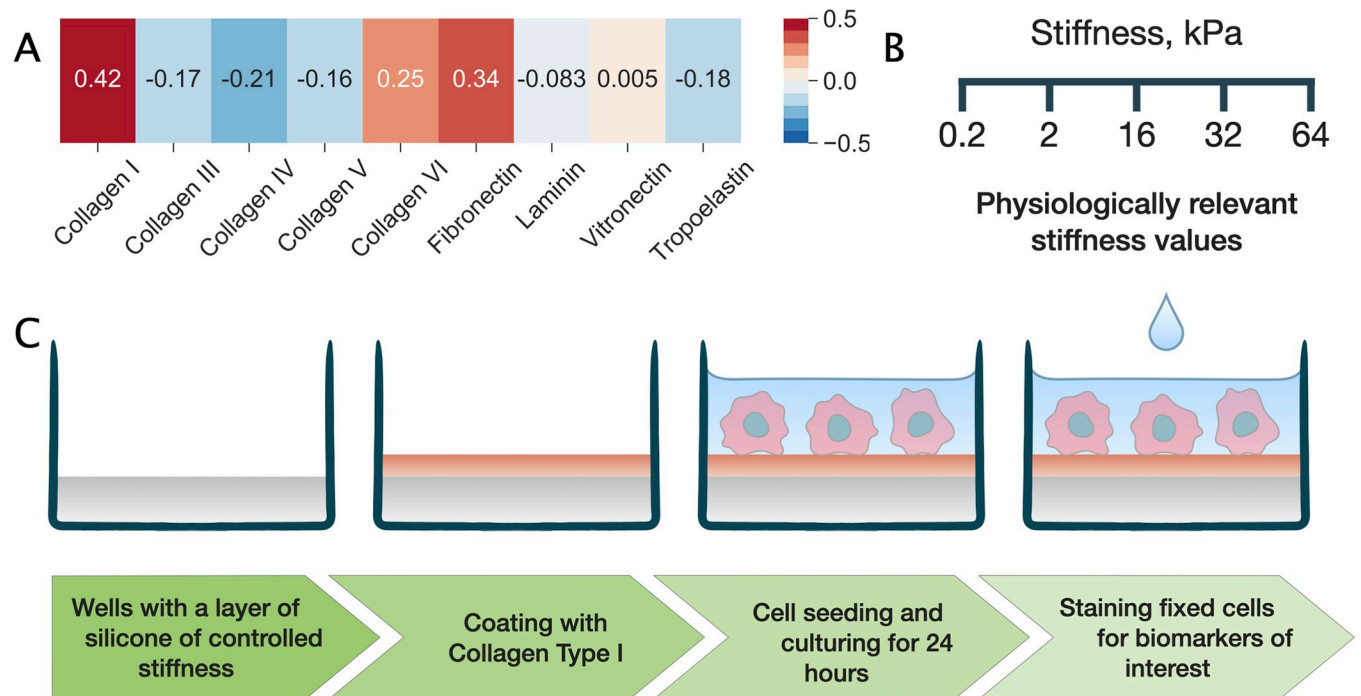 A
0.42 -0.17 -0.21 -0.16 0.25 0.34 -0.083 0.005 -0.18
0.5
0.0
−0.5
Collagen I
Collagen III
Collagen IV
Collagen V
Collagen VI
Fibronectin
Laminin
Vitronectin
Tropoelastin
B
Stiffness, kPa
0.2 2 16 32 64
Physiologically relevant
stiffness values
C
Wells with a layer of
silicone of controlled
stiffness
Coating with
Collagen Type I
Cell seeding and
culturing for 24
hours
Staining fixed cells
for biomarkers of
interest